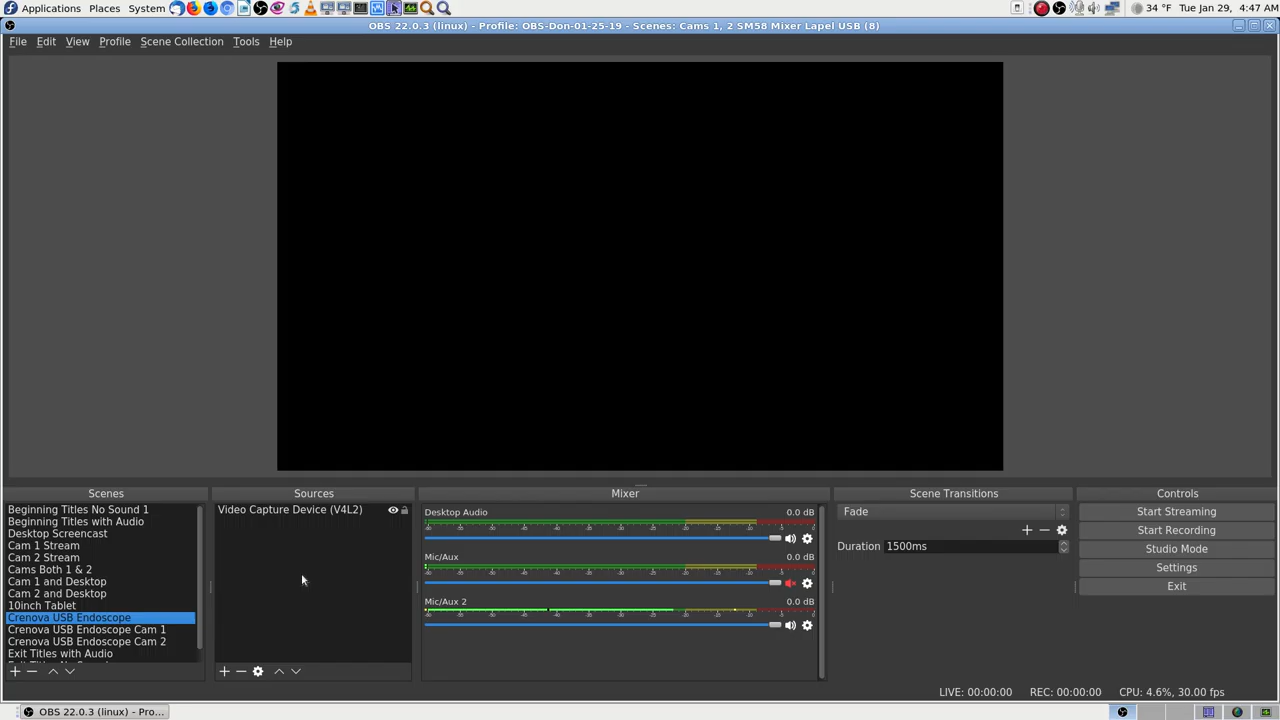 Applications Places System 34 °F Tue Jan 29, 4:47 AM
OBS 22.0.3 (linux) - Profile: OBS-Don-01-25-19 - Scenes: Cams 1, 2 SM58 Mixer Lapel USB (8)
File Edit View Profile Scene Collection Tools Help
Scenes
Beginning Titles No Sound 1
Beginning Titles with Audio
Desktop Screencast
Cam 1 Stream
Cam 2 Stream
Cams Both 1 & 2
Cam 1 and Desktop
Cam 2 and Desktop
10inch Tablet
Crenova USB Endoscope
Crenova USB Endoscope Cam 1
Crenova USB Endoscope Cam 2
Exit Titles with Audio
Sources
Video Capture Device (V4L2)
Mixer
Desktop Audio 0.0 dB
Mic/Aux 0.0 dB
Mic/Aux 2 0.0 dB
Scene Transitions
Fade
Duration 1500ms
Controls
Start Streaming
Start Recording
Studio Mode
Settings
Exit
LIVE: 00:00:00 REC: 00:00:00 CPU: 4.6%, 30.00 fps
OBS 22.0.3 (linux) - Pro...